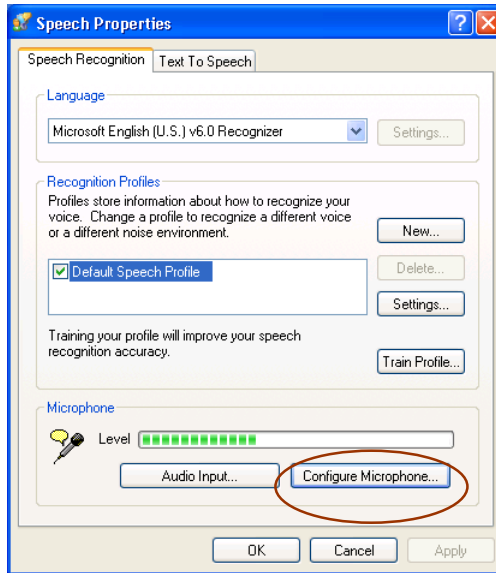 Speech Properties
Speech Recognition
Text To Speech
Language
Microsoft English (U.S.) v6.0 Recognizer
Settings...
Recognition Profiles
Profiles store information about how to recognize your
voice.  Change a profile to recognize a different voice
or a different noise environment.
New...
Default Speech Profile
Delete...
Settings...
Training your profile will improve your speech
recognition accuracy.
Train Profile...
Microphone
Level
Audio Input...
Configure Microphone...
OK
Cancel
Apply